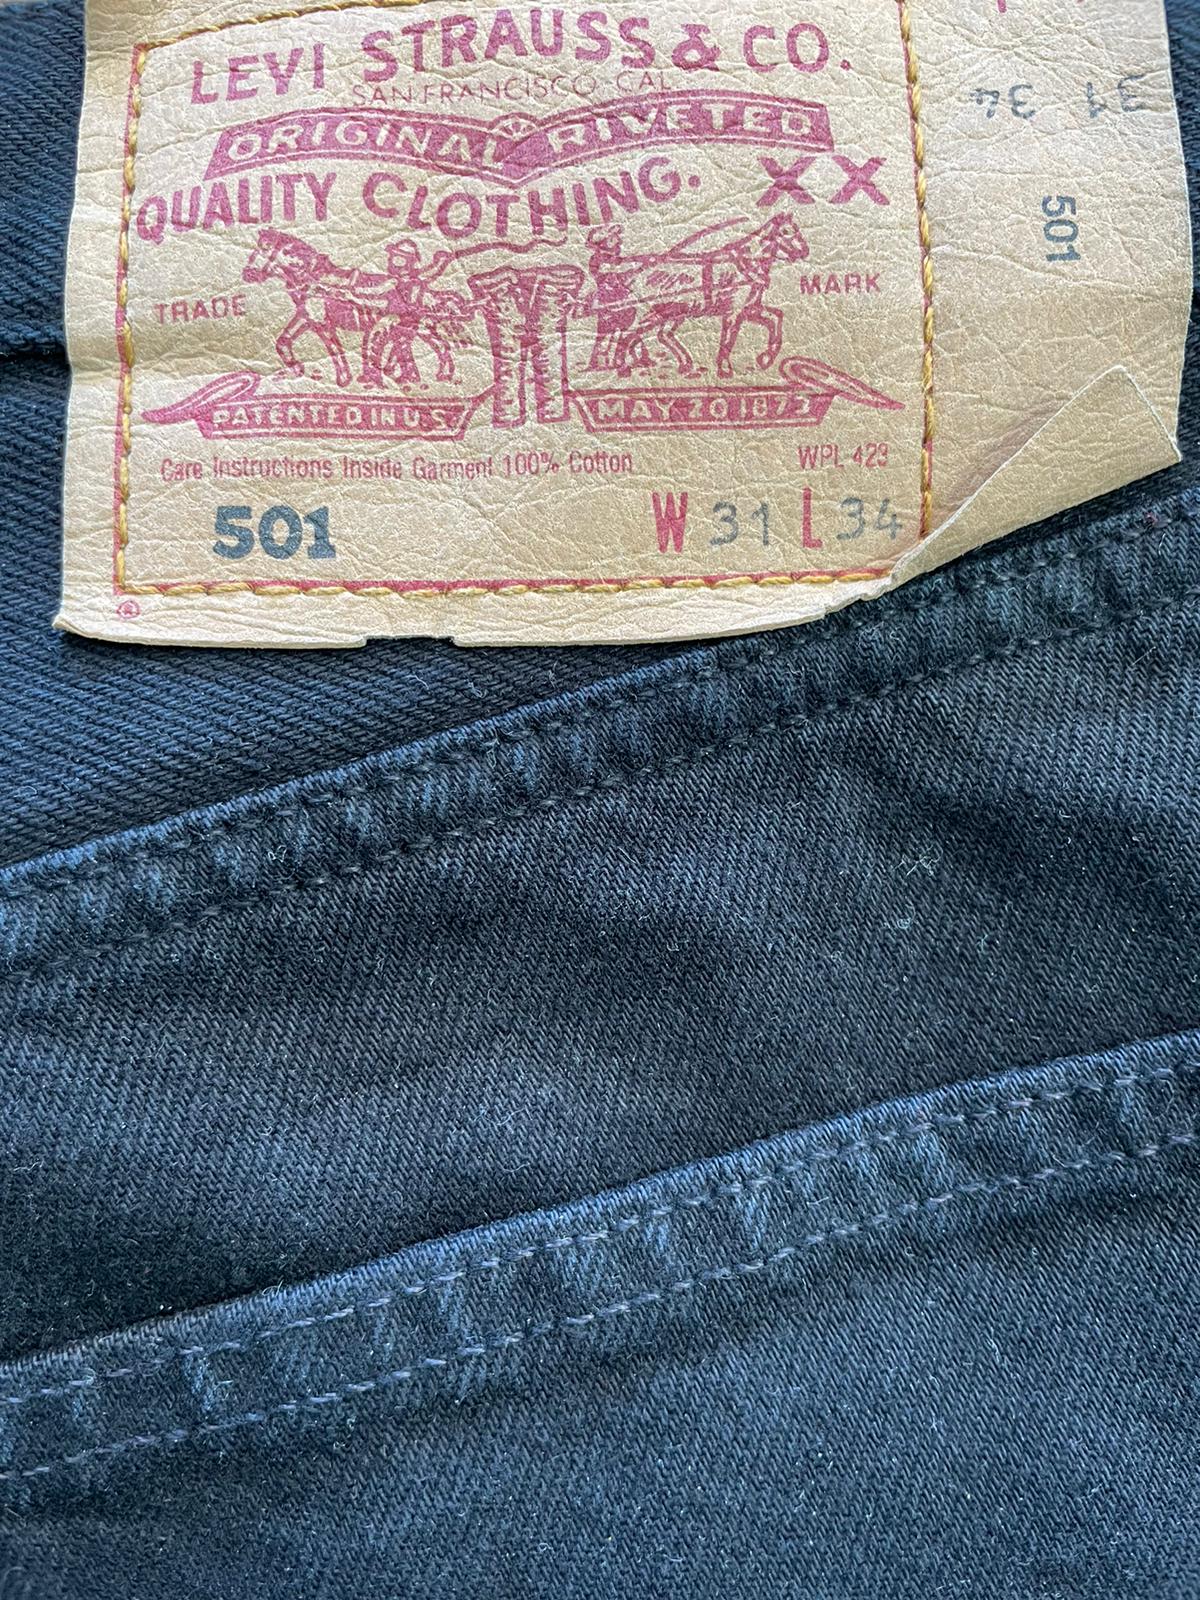 LEVI STRAUSS & CO.
SAN FRANCISCO CAL
ORIGINAL RIVETED
QUALITY CLOTHING. XX
TRADE MARK
PATENTED IN U.S. MAY 20 1873
Care Instructions Inside Garment 100% Cotton WPL 423
501 W 31 L 34
®
31 34
501